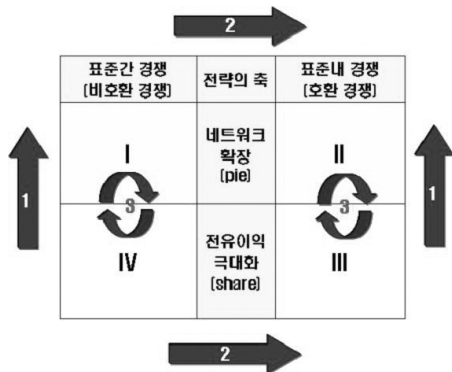 2
표준간 경쟁
(비호환 경쟁)
전략의 축
표준내 경쟁
(호환 경쟁)
1
I
3
네트워크
확장
(pie)
II
3
1
IV
전유이익
극대화
(share)
III
2